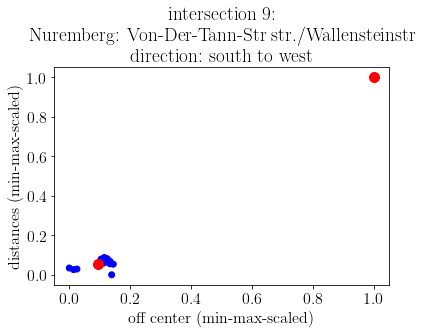 intersection 9:
Nuremberg: Von-Der-Tann-Str str./Wallensteinstr
direction: south to west
1.0
0.8
0.6
0.4
0.2
0.0
distances (min-max-scaled)
0.0 0.2 0.4 0.6 0.8 1.0
off center (min-max-scaled)